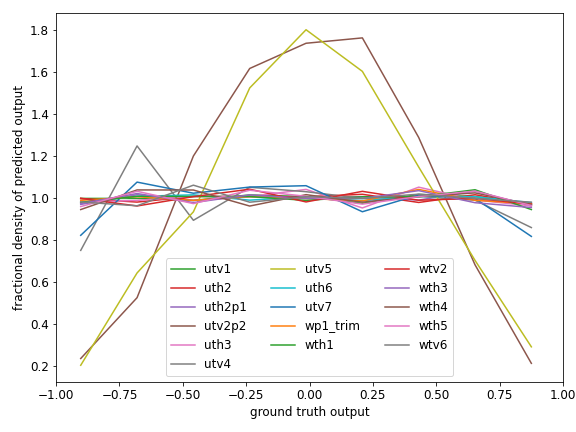 fractional density of predicted output
1.8
1.6
1.4
1.2
1.0
0.8
0.6
0.4
0.2
utv1 utv5 wtv2
uth2 uth6 wth3
uth2p1 utv7 wth4
utv2p2 wp1_trim wth5
uth3 wth1 wtv6
utv4
−1.00 −0.75 −0.50 −0.25 0.00 0.25 0.50 0.75 1.00
ground truth output